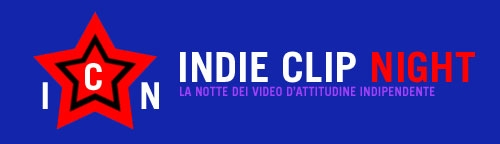 I C N
INDIE CLIP NIGHT
LA NOTTE DEI VIDEO D'ATTITUDINE INDIPENDENTE